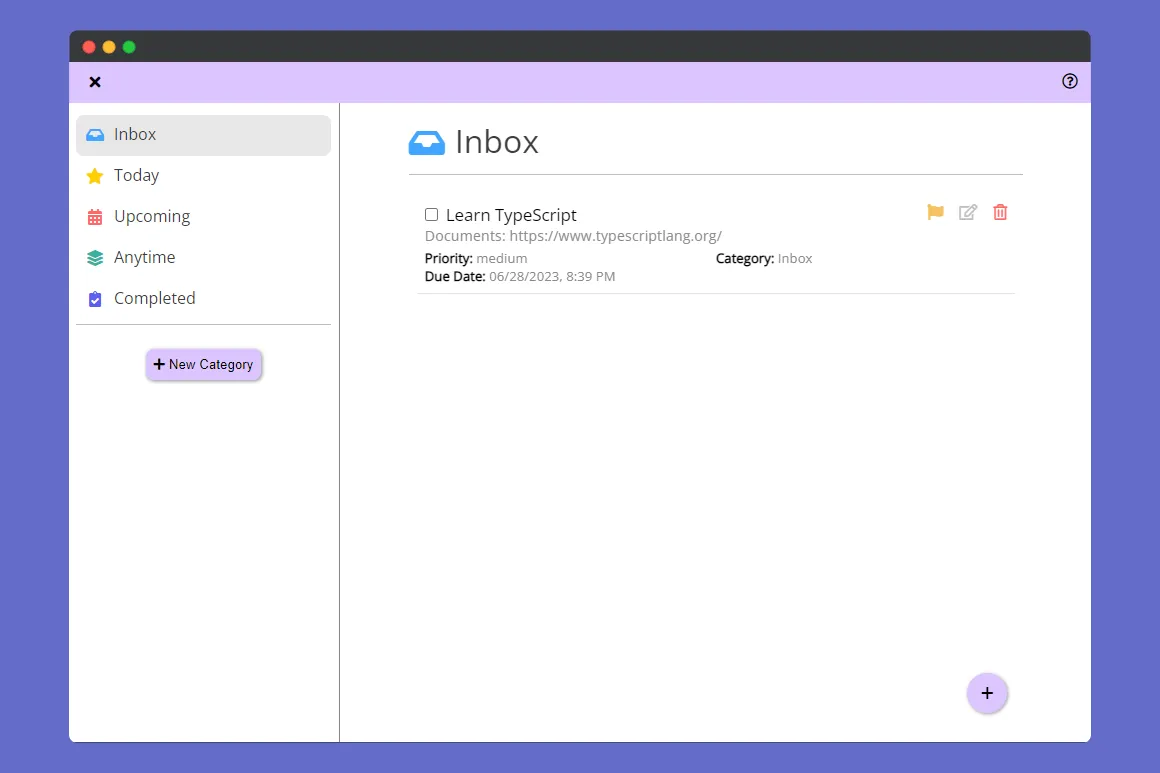 Inbox
Today
Upcoming
Anytime
Completed
+ New Category
Inbox
Learn TypeScript
Documents: https://www.typescriptlang.org/
Priority: medium
Category: Inbox
Due Date: 06/28/2023, 8:39 PM